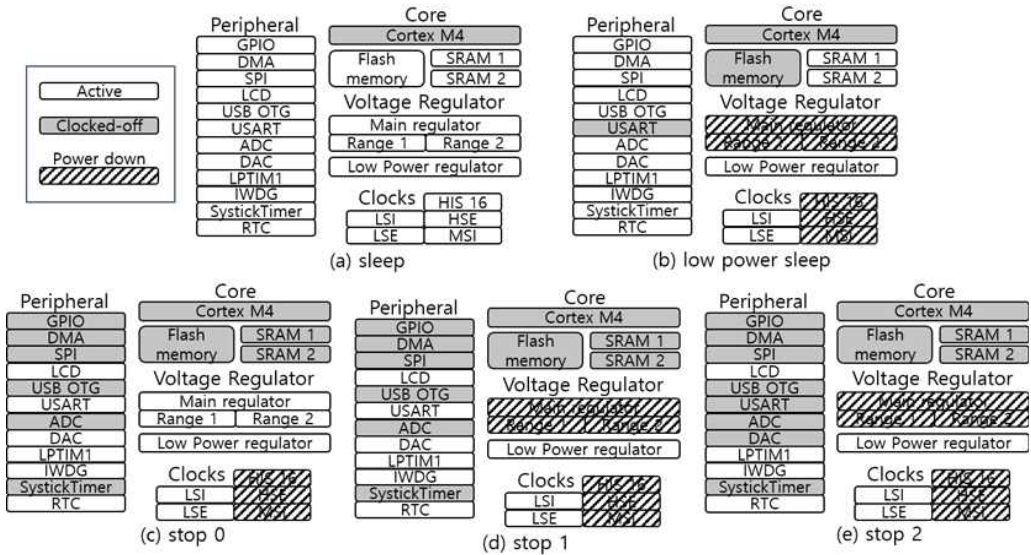 Active
Clocked-off
Power down
Peripheral
GPIO
DMA
SPI
LCD
USB OTG
USART
ADC
DAC
LPTIM1
IWDG
SystickTimer
RTC
Core
Cortex M4
Flash memory
SRAM 1
SRAM 2
Voltage Regulator
Main regulator
Range 1 Range 2
Low Power regulator
Clocks HIS 16
LSI HSE
LSE MSI
(a) sleep
Peripheral
GPIO
DMA
SPI
LCD
USB OTG
USART
ADC
DAC
LPTIM1
IWDG
SystickTimer
RTC
Core
Cortex M4
Flash
memory
SRAM 1
SRAM 2
Voltage Regulator
Main regulator
Range 1 Range 2
Low Power regulator
Clocks HIS 16
LSI HSE
LSE MSI
(b) low power sleep
Peripheral
GPIO
DMA
SPI
LCD
USB OTG
USART
ADC
DAC
LPTIM1
IWDG
SystickTimer
RTC
Core
Cortex M4
Flash
memory
SRAM 1
SRAM 2
Voltage Regulator
Main regulator
Range 1 Range 2
Low Power regulator
Clocks HIS 16
LSI HSE
LSE MSI
(c) stop 0
Peripheral
GPIO
DMA
SPI
LCD
USB OTG
USART
ADC
DAC
LPTIM1
IWDG
SystickTimer
RTC
Core
Cortex M4
Flash
memory
SRAM 1
SRAM 2
Voltage Regulator
Main regulator
Range 1 Range 2
Low Power regulator
Clocks HIS 16
LSI HSE
LSE MSI
(d) stop 1
Peripheral
GPIO
DMA
SPI
LCD
USB OTG
USART
ADC
DAC
LPTIM1
IWDG
SystickTimer
RTC
Core
Cortex M4
Flash
memory
SRAM 1
SRAM 2
Voltage Regulator
Main regulator
Range 1 Range 2
Low Power regulator
Clocks HIS 16
LSI HSE
LSE MSI
(e) stop 2